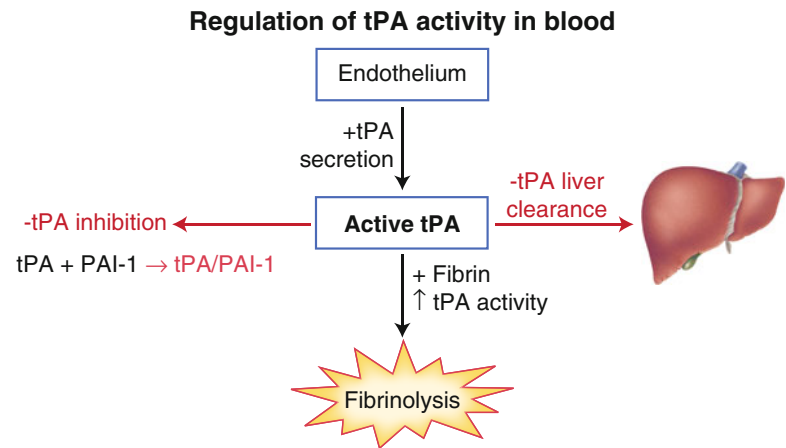 Regulation of tPA activity in blood
Endothelium
+tPA
secretion
-tPA liver
clearance
-tPA inhibition
Active tPA
tPA + PAI-1 → tPA/PAI-1
+ Fibrin
↑ tPA activity
Fibrinolysis